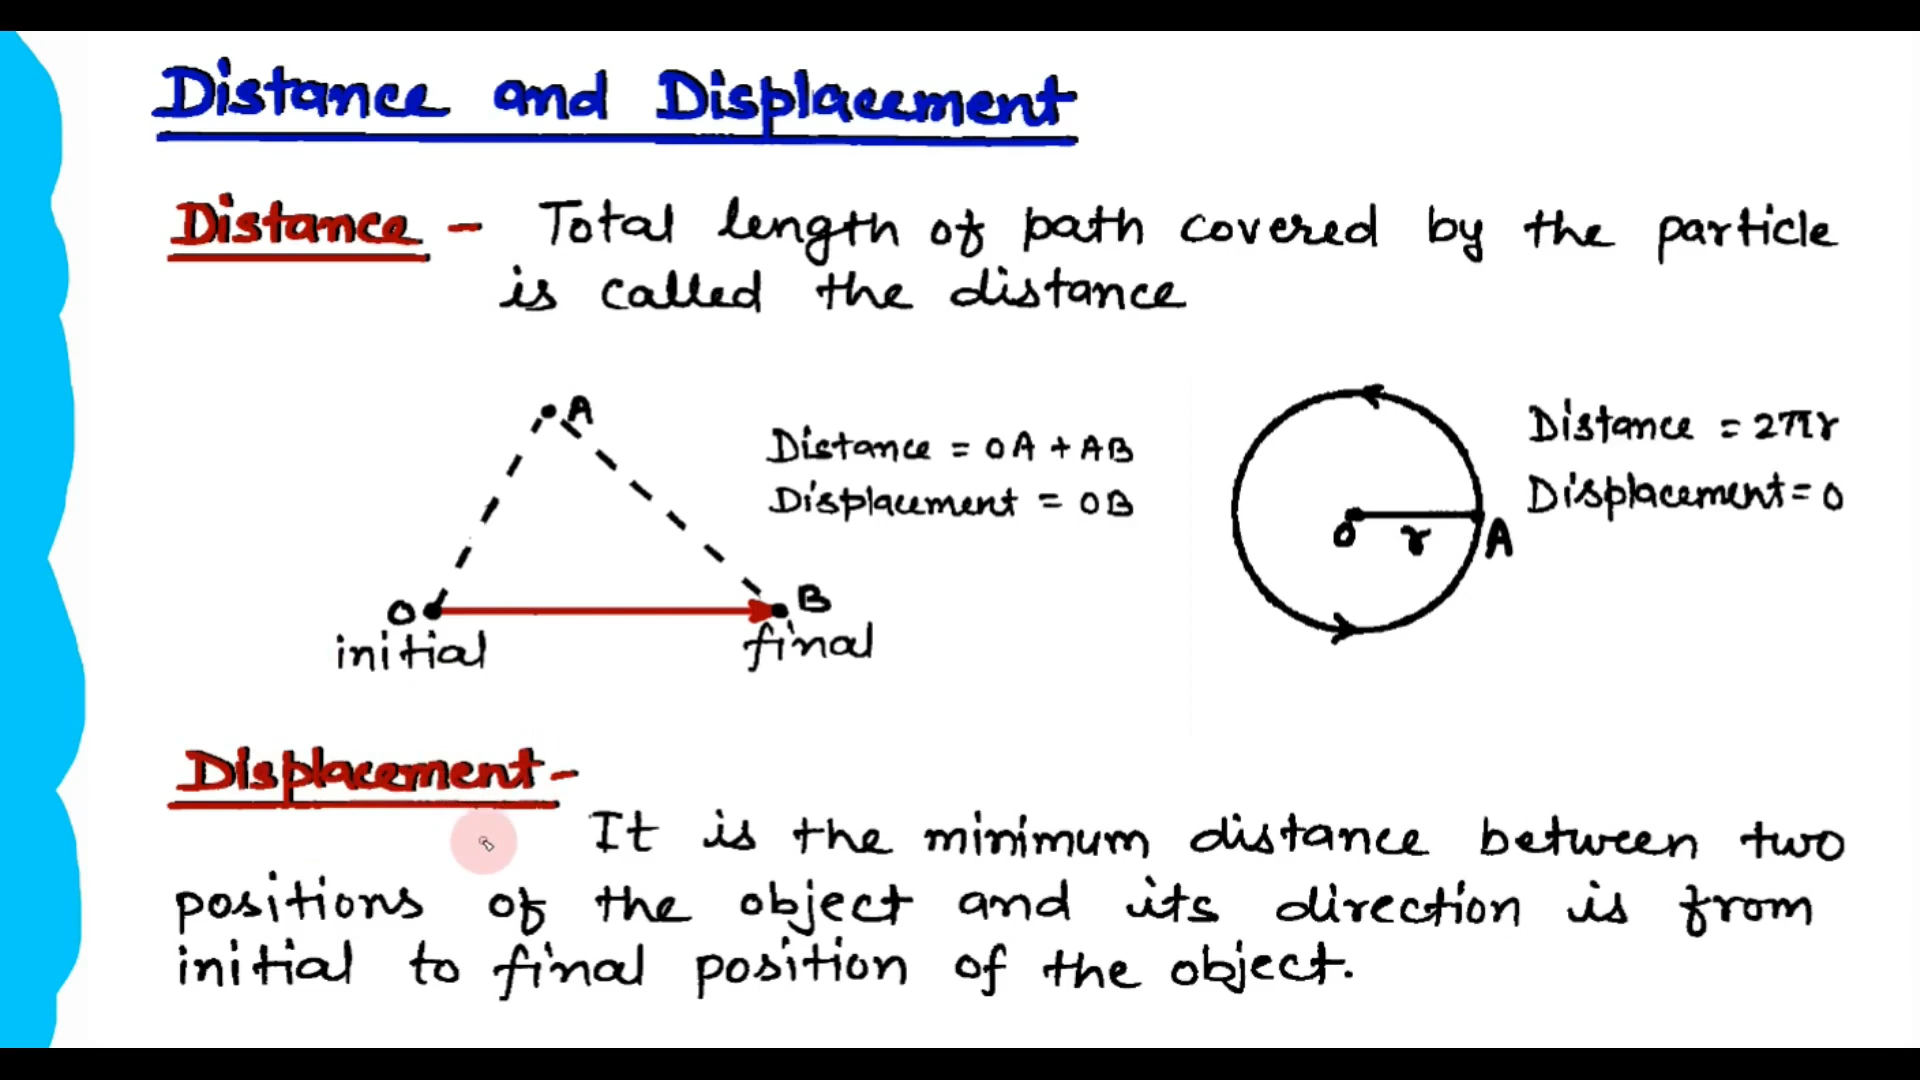 Distance and Displacement
Distance - Total length of path covered by the particle
is called the distance
A
Distance = OA + AB
Displacement = OB
O
B
initial
final
Distance = 2πr
Displacement = 0
O
r
A
Displacement -
It is the minimum distance between two
positions of the object and its direction is from
initial to final position of the object.